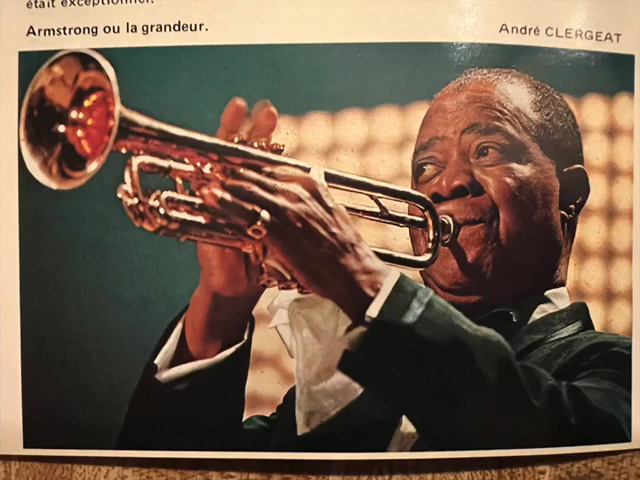 était exceptionnel.
Armstrong ou la grandeur.
André CLERGEAT